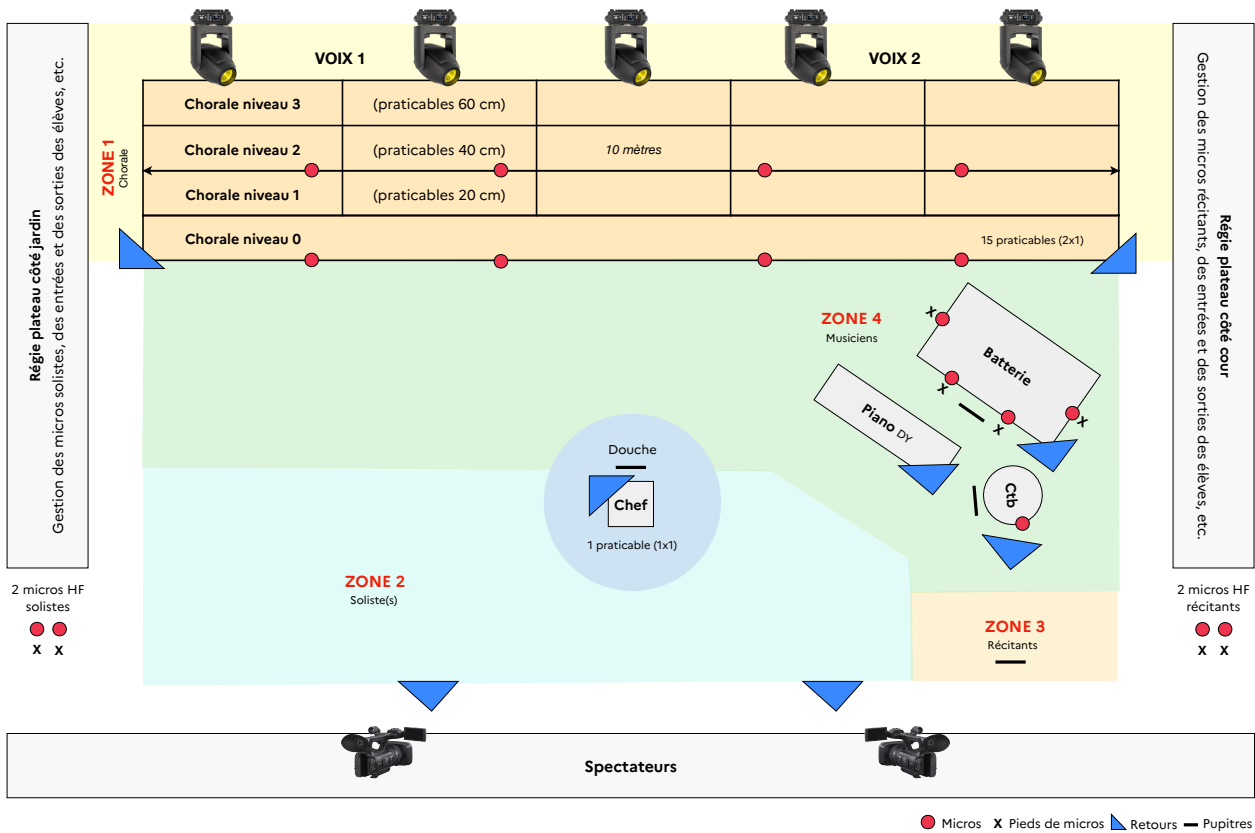 VOIX 1
VOIX 2
Régie plateau côté jardin
Gestion des micros solistes, des entrées et des sorties des élèves, etc.
ZONE 1
Chorale
Chorale niveau 3
(praticables 60 cm)
Chorale niveau 2
(praticables 40 cm)
10 mètres
Chorale niveau 1
(praticables 20 cm)
Chorale niveau 0
15 praticables (2x1)
Régie plateau côté cour
Gestion des micros récitants, des entrées et des sorties des élèves, etc.
ZONE 4
Musiciens
X
Batterie
X
X
X
Piano DY
Ctb
Douche
Chef
1 praticable (1x1)
ZONE 2
Soliste(s)
ZONE 3
Récitants
2 micros HF
solistes
X X
2 micros HF
récitants
X X
Spectateurs
Micros X Pieds de micros Retours Pupitres